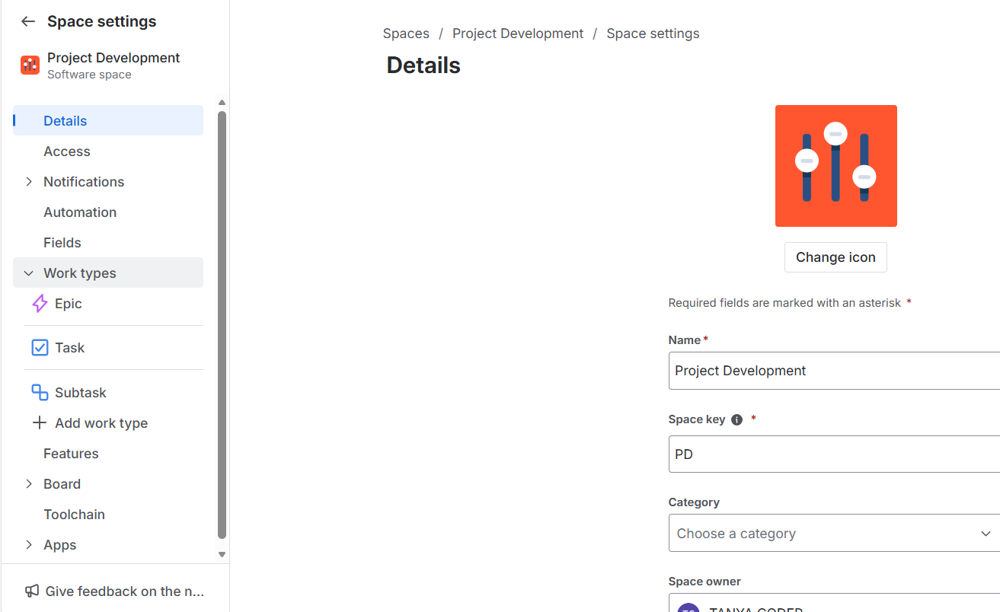 Space settings
Project Development
Software space
Details
Access
Notifications
Automation
Fields
Work types
Epic
Task
Subtask
Add work type
Features
Board
Toolchain
Apps
Give feedback on the n...
Spaces / Project Development / Space settings
Details
Change icon
Required fields are marked with an asterisk *
Name *
Project Development
Space key *
PD
Category
Choose a category
Space owner
TANYA CODER